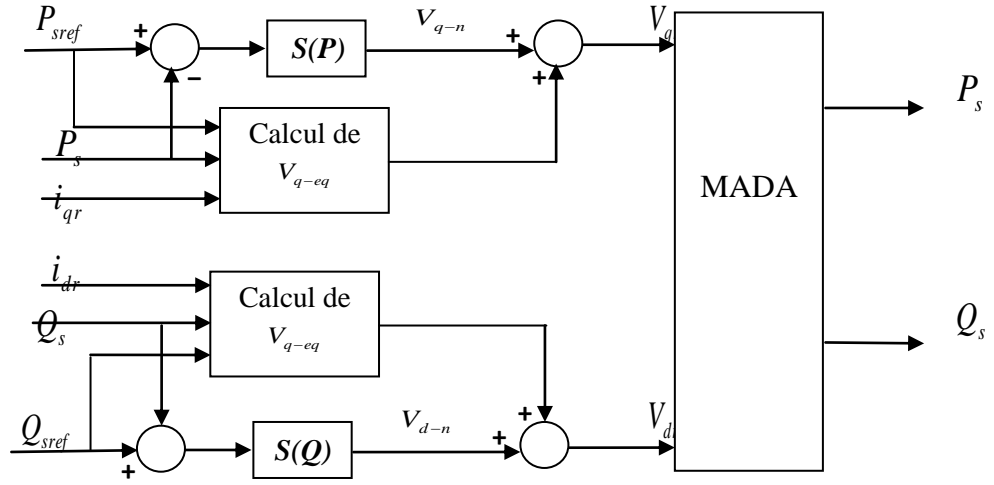 P_sref
+
−
S(P)
V_q−n
+
+
V_q
Calcul de
V_q−eq
P_s
i_qr
MADA
P_s
i_dr
Q_s
Calcul de
V_q−eq
Q_s
Q_sref
+
S(Q)
V_d−n
+
+
V_d